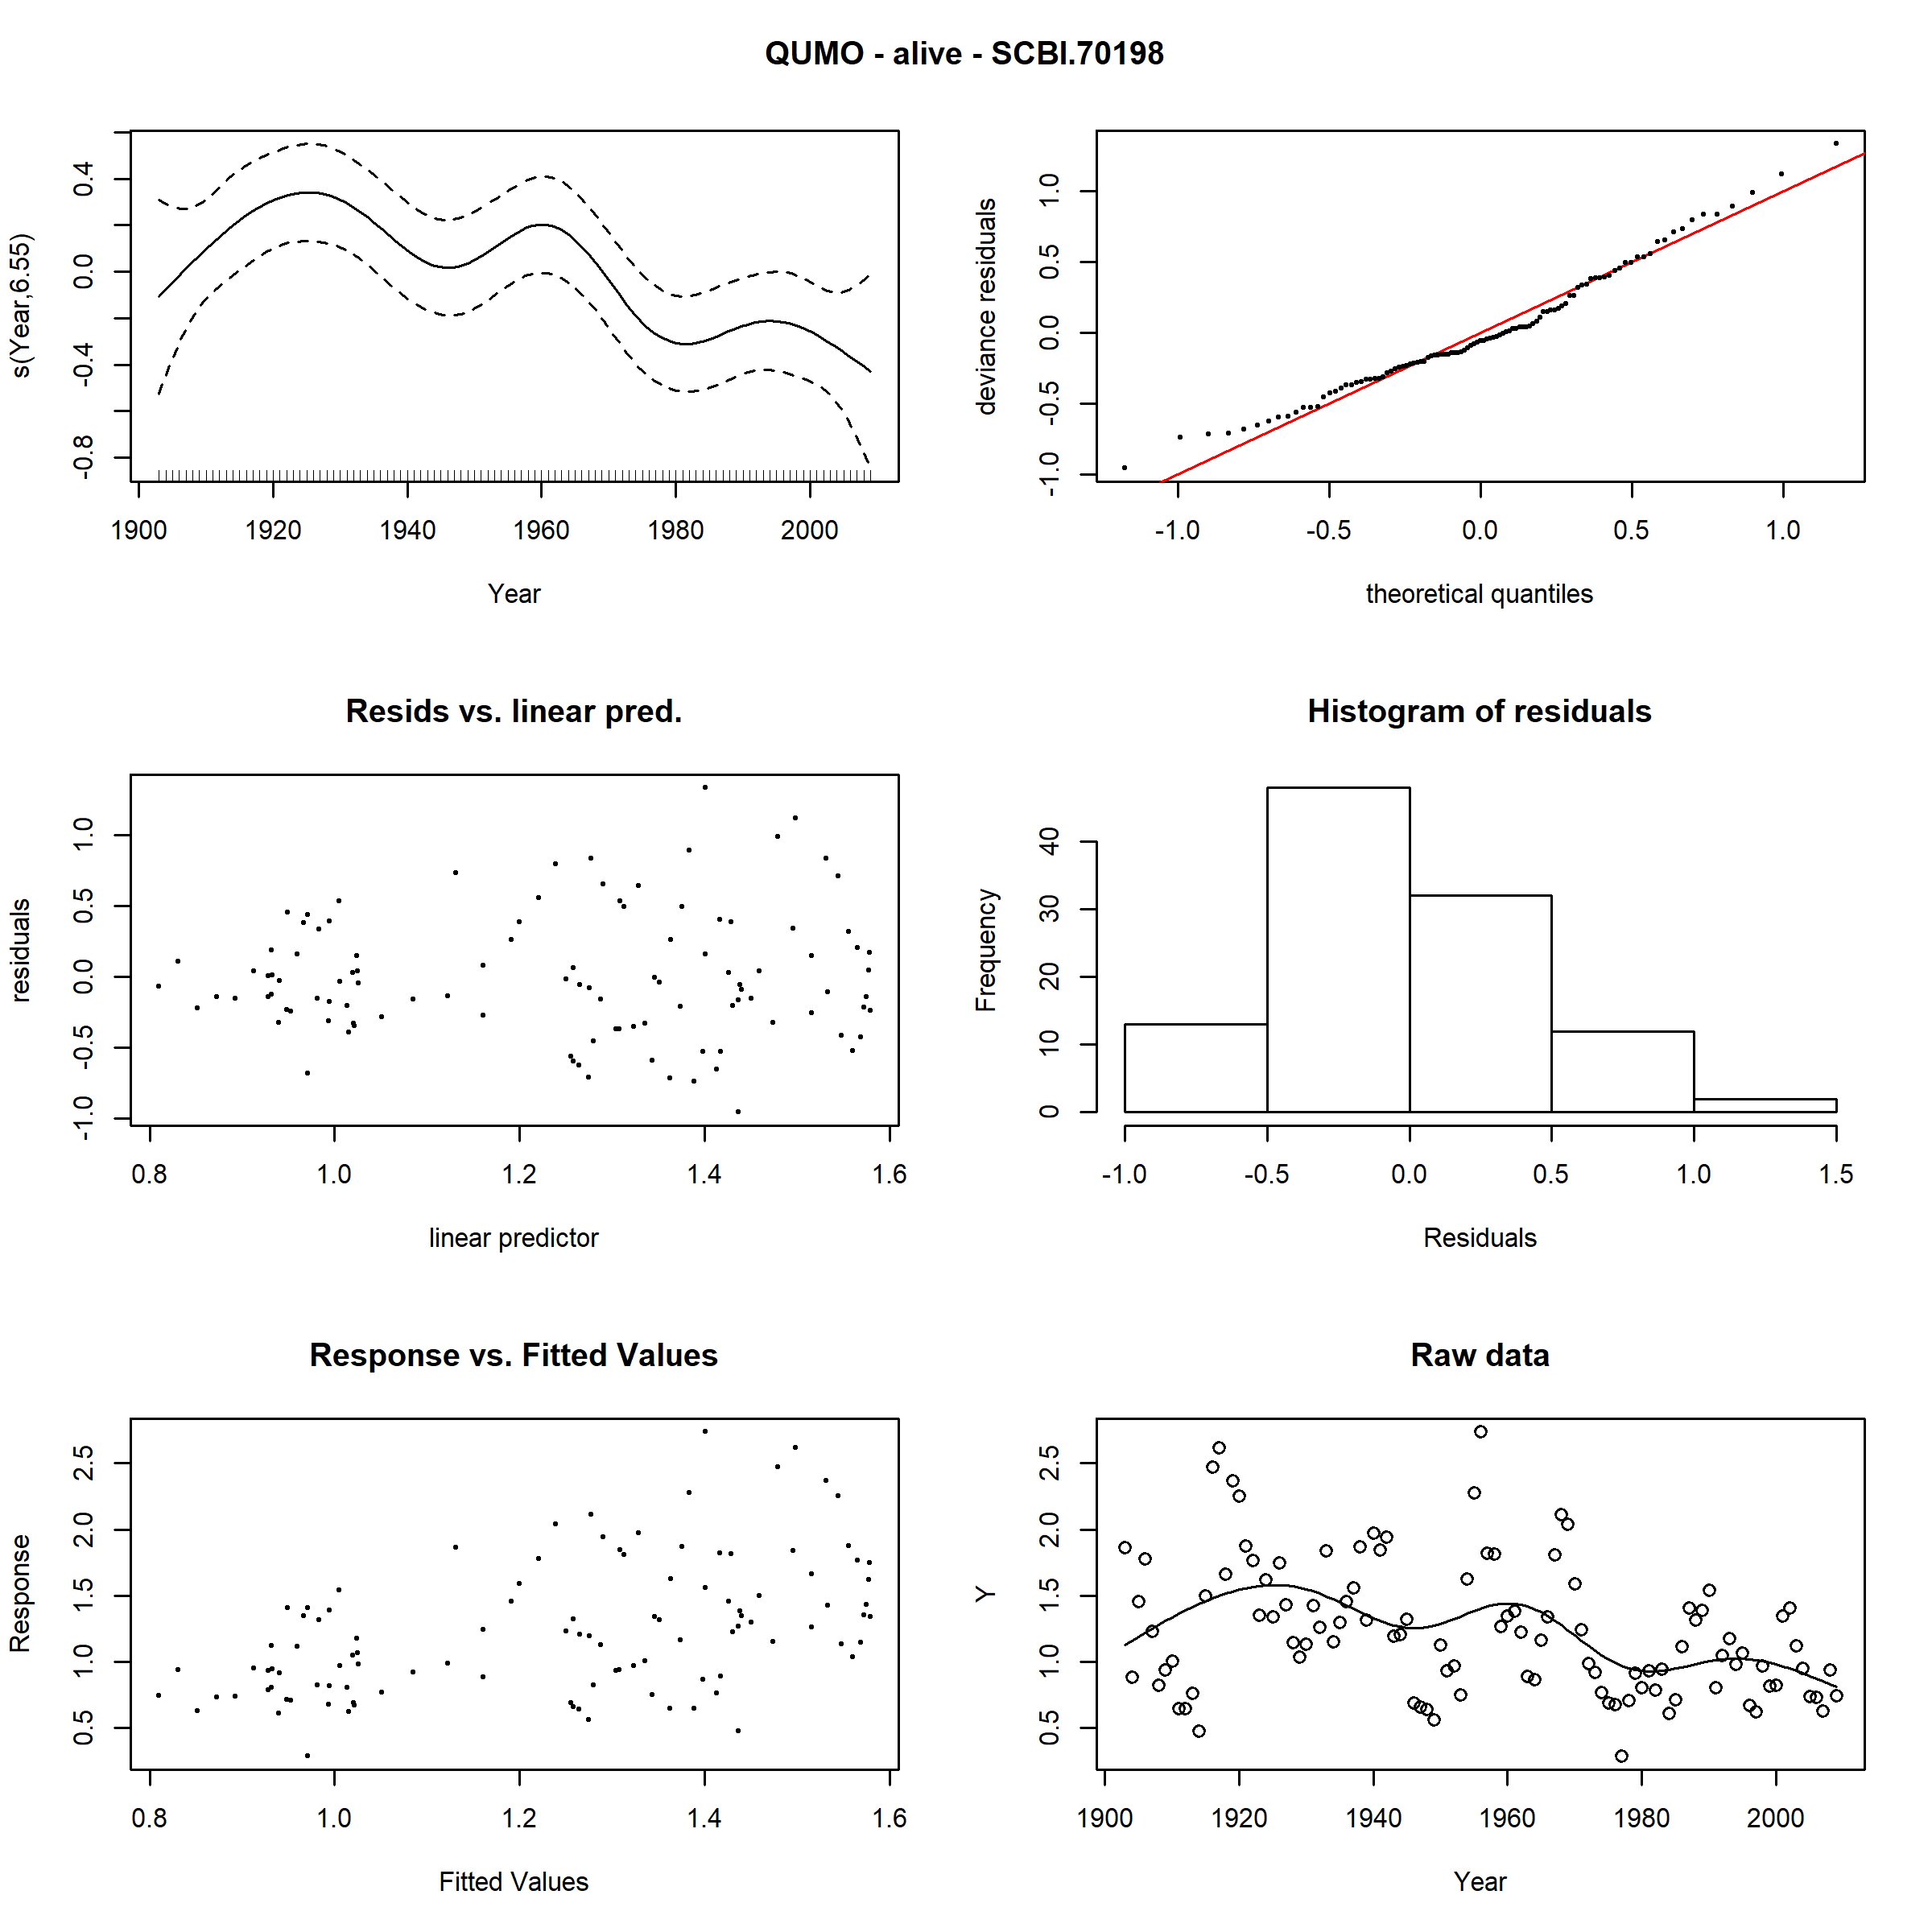 QUMO - alive - SCBI.70198
s(Year,6.55)
0.4
0.0
-0.4
-0.8
1900 1920 1940 1960 1980 2000
Year
deviance residuals
1.0
0.5
0.0
-0.5
-1.0
-1.0 -0.5 0.0 0.5 1.0
theoretical quantiles
Resids vs. linear pred.
residuals
1.0
0.5
0.0
-0.5
-1.0
0.8 1.0 1.2 1.4 1.6
linear predictor
Histogram of residuals
Frequency
40
30
20
10
0
-1.0 -0.5 0.0 0.5 1.0 1.5
Residuals
Response vs. Fitted Values
Response
2.5
2.0
1.5
1.0
0.5
0.8 1.0 1.2 1.4 1.6
Fitted Values
Raw data
Y
2.5
2.0
1.5
1.0
0.5
1900 1920 1940 1960 1980 2000
Year